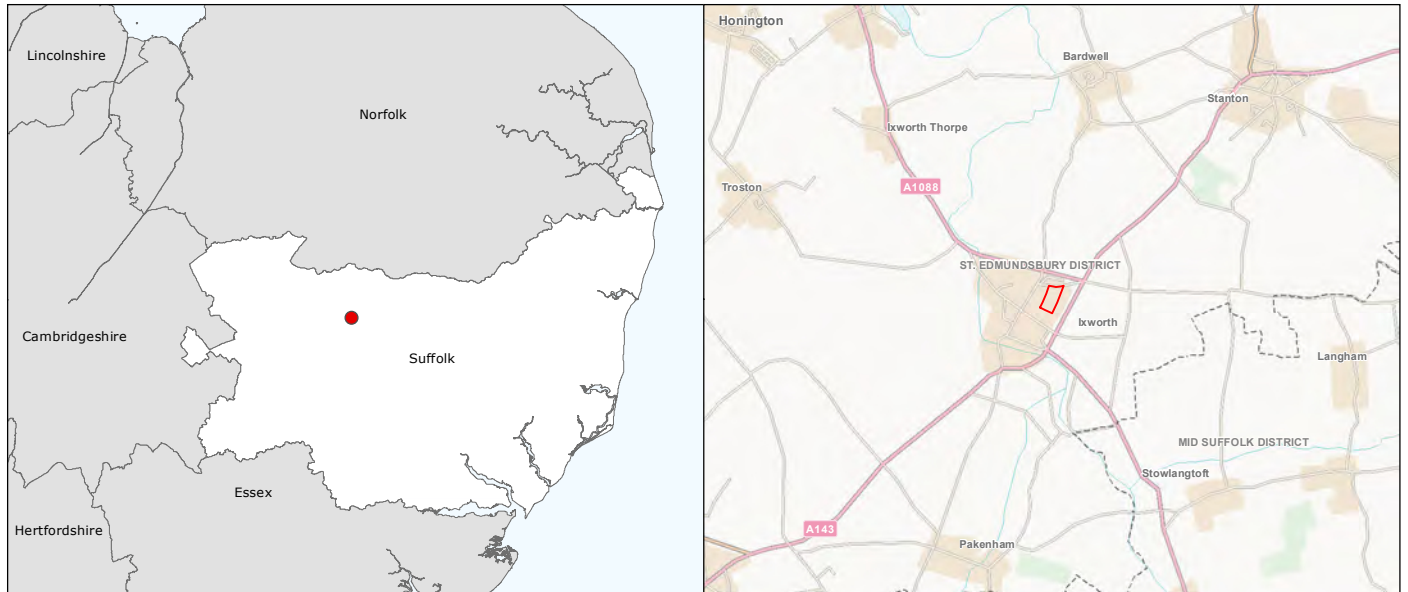 Lincolnshire
Norfolk
Cambridgeshire
Suffolk
Essex
Hertfordshire
Honington
Bardwell
Stanton
Ixworth Thorpe
Troston
A1088
ST. EDMUNDSBURY DISTRICT
Ixworth
Langham
MID SUFFOLK DISTRICT
Stowlangtoft
A143
Pakenham